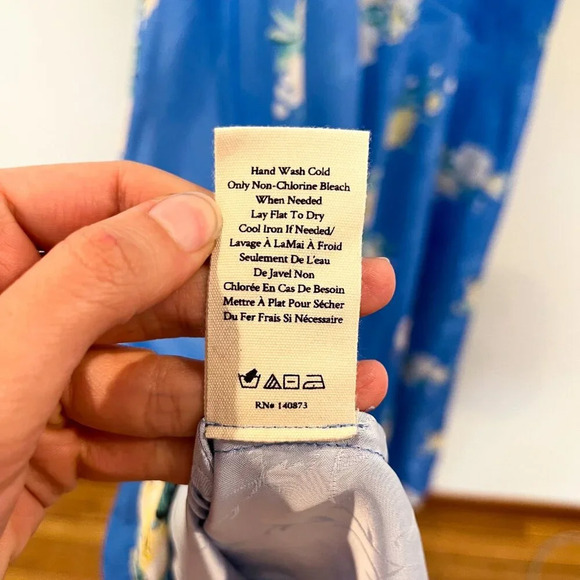 Hand Wash Cold
Only Non-Chlorine Bleach
When Needed
Lay Flat To Dry
Cool Iron If Needed/
Lavage À LaMai À Froid
Seulement De L'eau
De Javel Non
Chlorée En Cas De Besoin
Mettre À Plat Pour Sécher
Du Fer Frais Si Nécessaire
RN# 140873